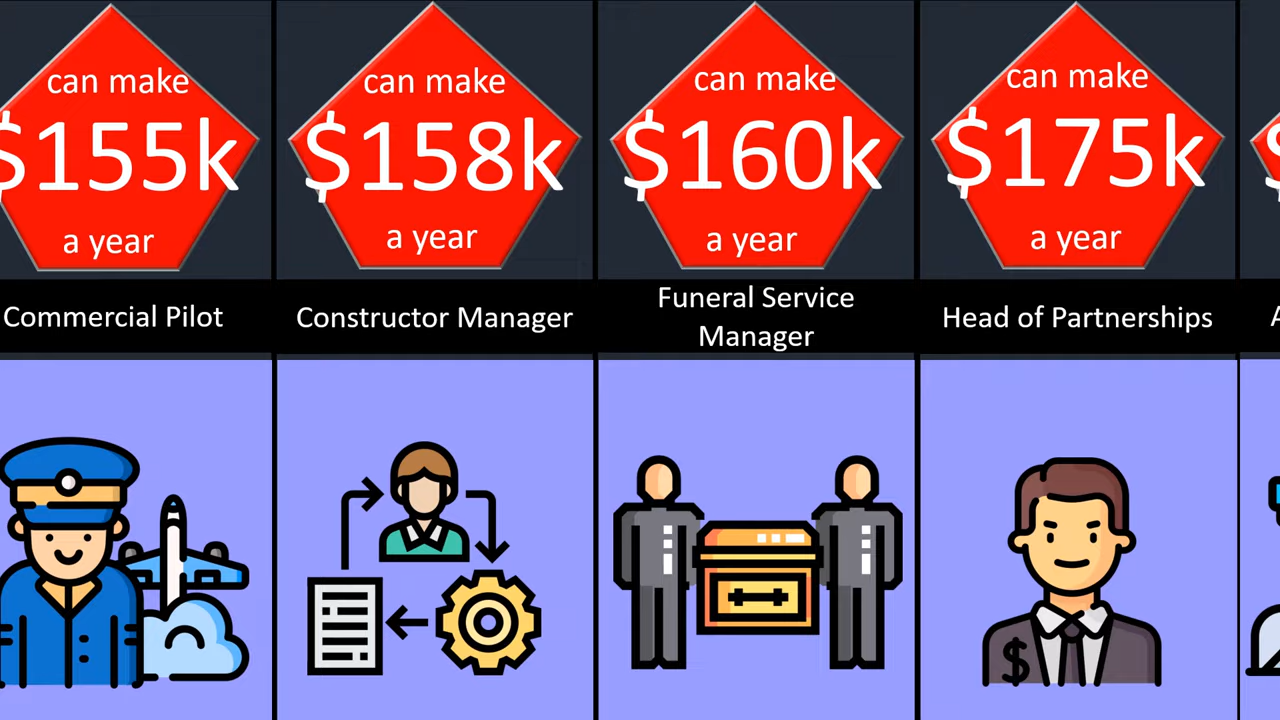 can make
$155k
a year
Commercial Pilot
can make
$158k
a year
Constructor Manager
can make
$160k
a year
Funeral Service
Manager
can make
$175k
a year
Head of Partnerships
$